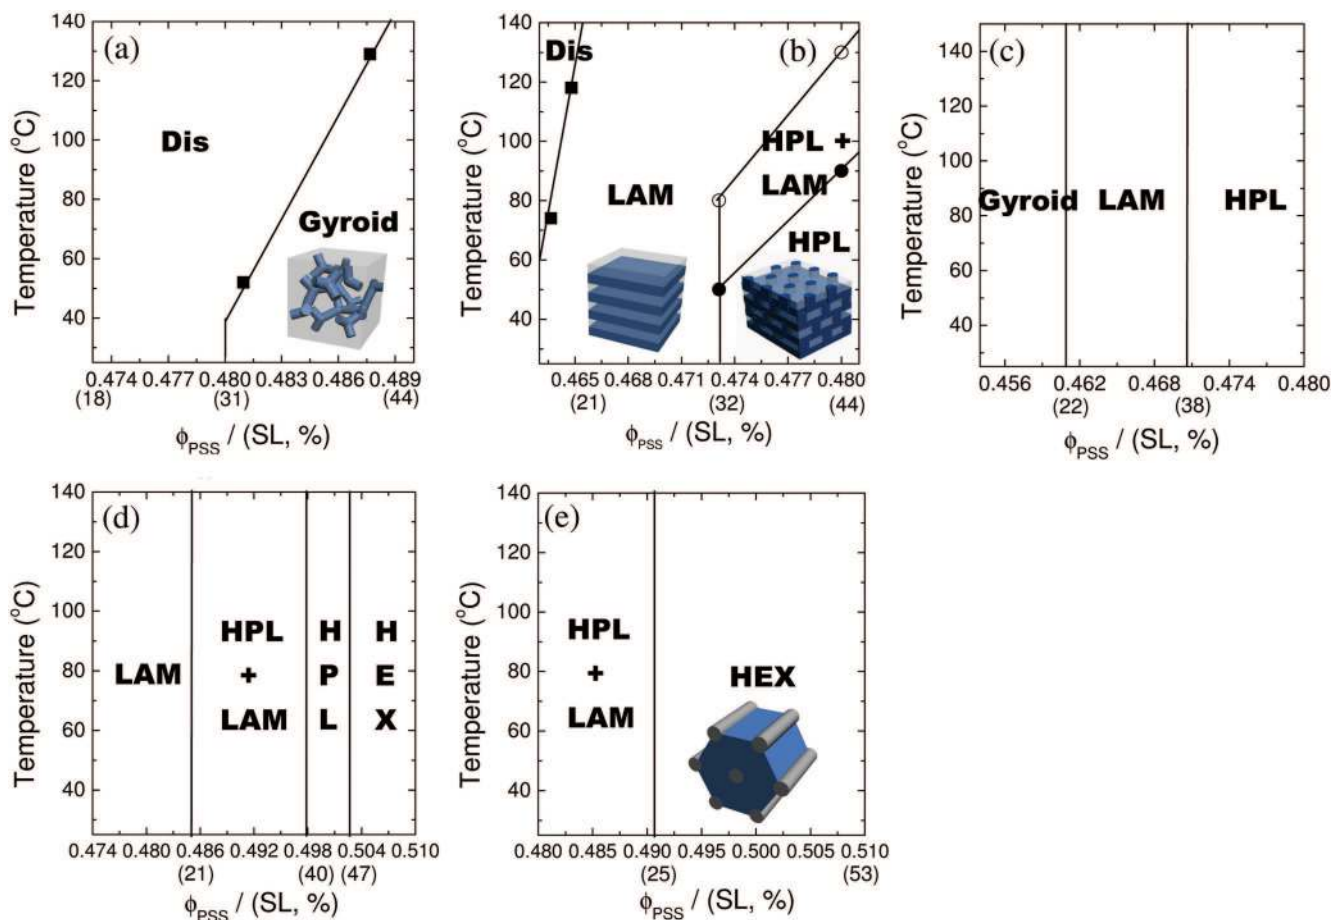 (a)
140
120
100
80
60
40
Temperature (°C)
Dis
Gyroid
0.474 0.477 0.480 0.483 0.486 0.489
(18) (31) (44)
ϕPSS / (SL, %)
(b)
140
120
100
80
60
40
Temperature (°C)
Dis
LAM
HPL +
LAM
HPL
0.465 0.468 0.471 0.474 0.477 0.480
(21) (32) (44)
ϕPSS / (SL, %)
(c)
140
120
100
80
60
40
Temperature (°C)
Gyroid LAM HPL
0.456 0.462 0.468 0.474 0.480
(22) (38)
ϕPSS / (SL, %)
(d)
140
120
100
80
60
40
Temperature (°C)
LAM
HPL
+
LAM
H
P
L
H
E
X
0.474 0.480 0.486 0.492 0.498 0.504 0.510
(21) (40) (47)
ϕPSS / (SL, %)
(e)
140
120
100
80
60
40
Temperature (°C)
HPL
+
LAM
HEX
0.480 0.485 0.490 0.495 0.500 0.505 0.510
(25) (53)
ϕPSS / (SL, %)